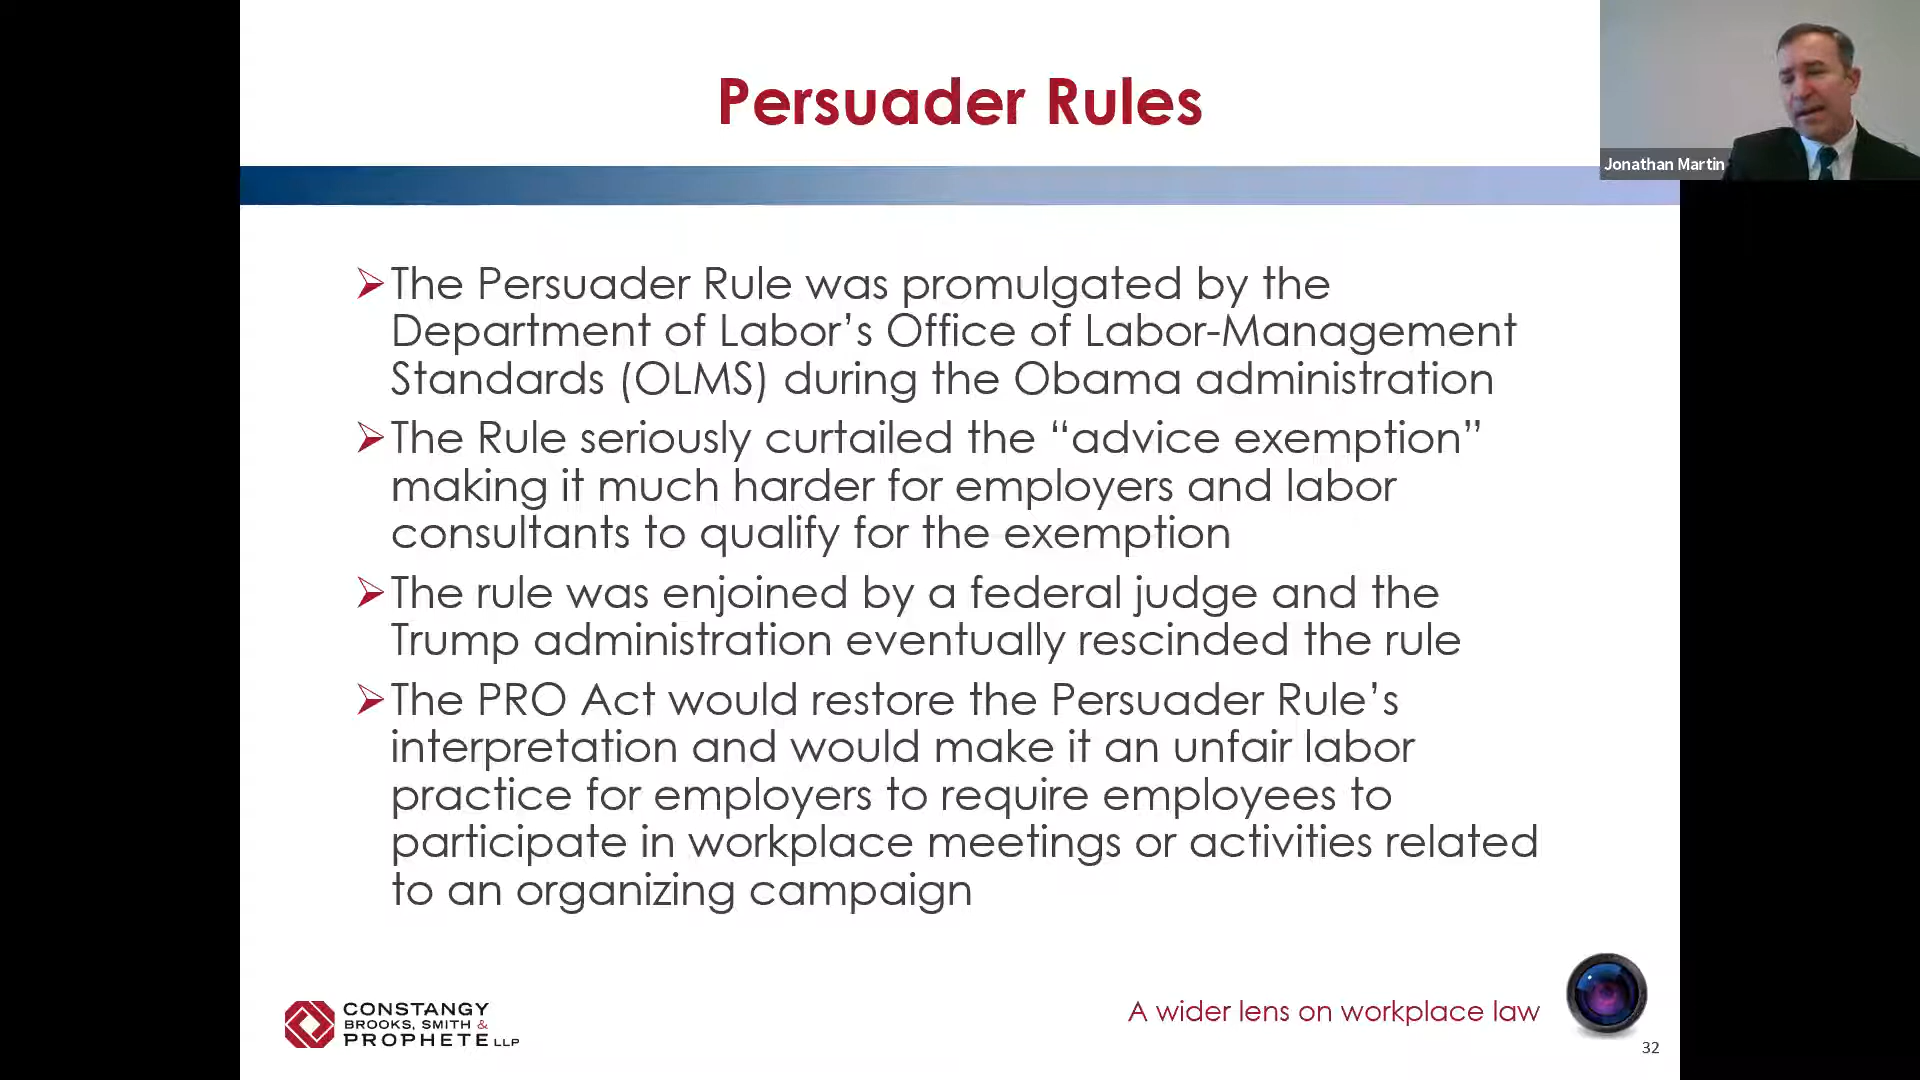 Persuader Rules
Jonathan Martin
The Persuader Rule was promulgated by the
Department of Labor’s Office of Labor-Management
Standards (OLMS) during the Obama administration
The Rule seriously curtailed the “advice exemption”
making it much harder for employers and labor
consultants to qualify for the exemption
The rule was enjoined by a federal judge and the
Trump administration eventually rescinded the rule
The PRO Act would restore the Persuader Rule’s
interpretation and would make it an unfair labor
practice for employers to require employees to
participate in workplace meetings or activities related
to an organizing campaign
CONSTANGY
BROOKS, SMITH &
PROPHETE LLP
A wider lens on workplace law
32